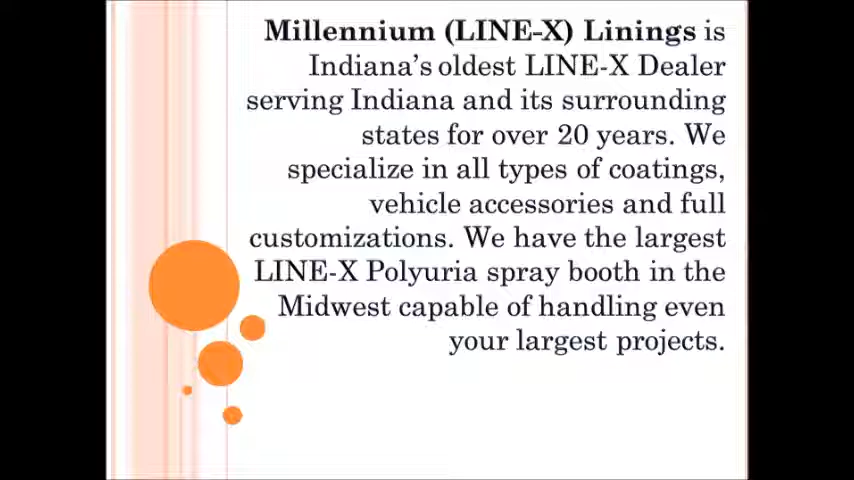 Millennium (LINE-X) Linings is
Indiana's oldest LINE-X Dealer
serving Indiana and its surrounding
states for over 20 years. We
specialize in all types of coatings,
vehicle accessories and full
customizations. We have the largest
LINE-X Polyuria spray booth in the
Midwest capable of handling even
your largest projects.